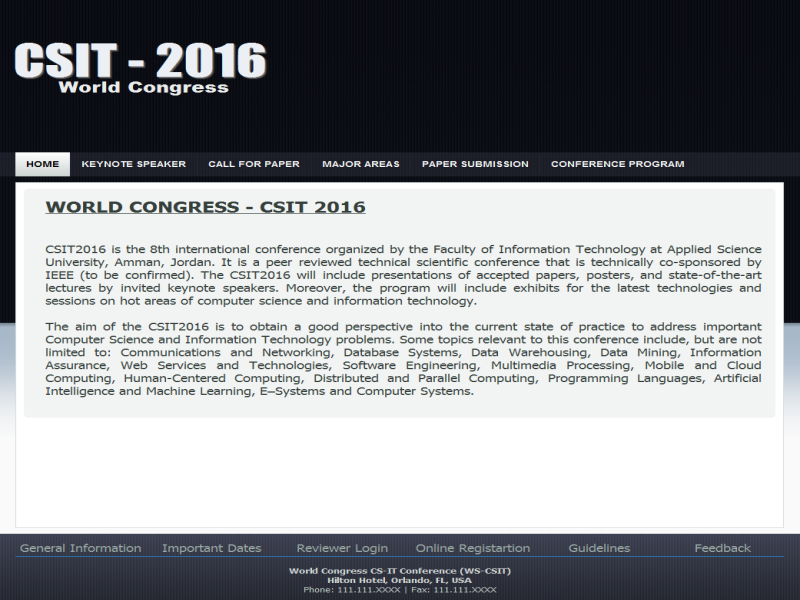 CSIT - 2016
World Congress
HOME KEYNOTE SPEAKER CALL FOR PAPER MAJOR AREAS PAPER SUBMISSION CONFERENCE PROGRAM
WORLD CONGRESS - CSIT 2016
CSIT2016 is the 8th international conference organized by the Faculty of Information Technology at Applied Science
University, Amman, Jordan. It is a peer reviewed technical scientific conference that is technically co-sponsored by
IEEE (to be confirmed). The CSIT2016 will include presentations of accepted papers, posters, and state-of-the-art
lectures by invited keynote speakers. Moreover, the program will include exhibits for the latest technologies and
sessions on hot areas of computer science and information technology.
The aim of the CSIT2016 is to obtain a good perspective into the current state of practice to address important
Computer Science and Information Technology problems. Some topics relevant to this conference include, but are not
limited to: Communications and Networking, Database Systems, Data Warehousing, Data Mining, Information
Assurance, Web Services and Technologies, Software Engineering, Multimedia Processing, Mobile and Cloud
Computing, Human-Centered Computing, Distributed and Parallel Computing, Programming Languages, Artificial
Intelligence and Machine Learning, E–Systems and Computer Systems.
General Information Important Dates Reviewer Login Online Registartion Guidelines Feedback
World Congress CS-IT Conference (WS-CSIT)
Hilton Hotel, Orlando, FL, USA
Phone: 111.111.XXXX | Fax: 111.111.XXXX